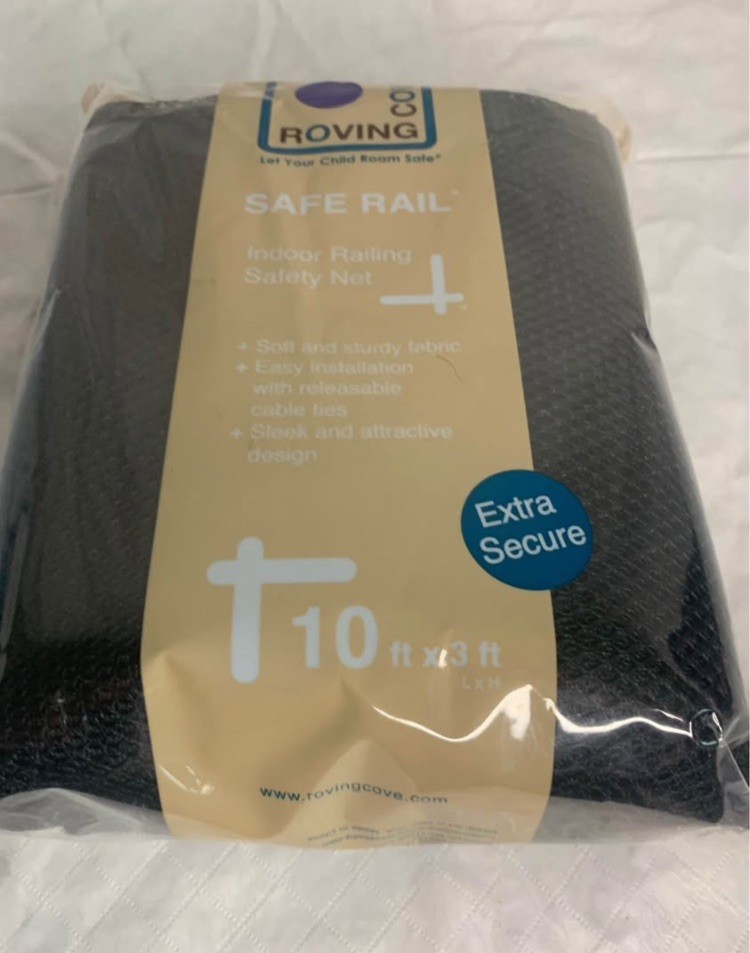 CO
ROVING
Let Your Child Roam Safe®
SAFE RAIL®
Indoor Railing
Safety Net
™
+ Soft and sturdy fabric
+ Easy installation
with releasable
cable ties
+ Sleek and attractive
design
Extra
Secure
10 ft x 3 ft
L x H
www.rovingcove.com